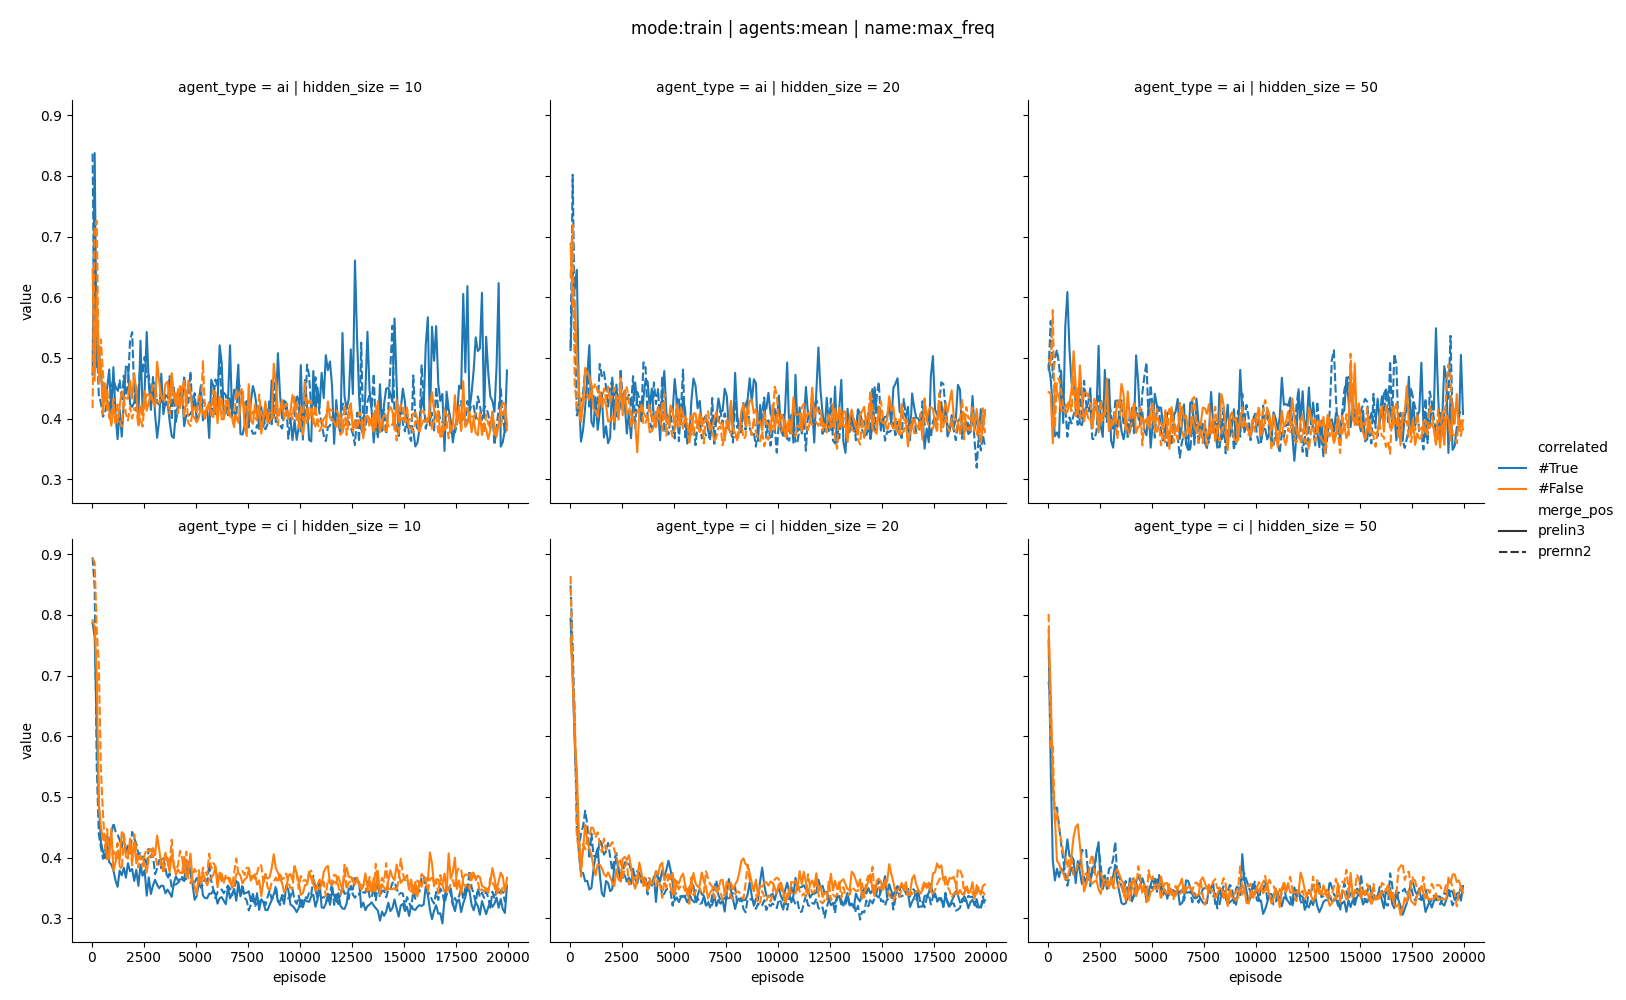 mode:train | agents:mean | name:max_freq
agent_type = ai | hidden_size = 10
agent_type = ai | hidden_size = 20
agent_type = ai | hidden_size = 50
0.9
0.8
0.7
0.6
0.5
0.4
0.3
value
correlated
#True
#False
merge_pos
prelin3
prernn2
agent_type = ci | hidden_size = 10
agent_type = ci | hidden_size = 20
agent_type = ci | hidden_size = 50
0.9
0.8
0.7
0.6
0.5
0.4
0.3
value
0 2500 5000 7500 10000 12500 15000 17500 20000
0 2500 5000 7500 10000 12500 15000 17500 20000
0 2500 5000 7500 10000 12500 15000 17500 20000
episode
episode
episode